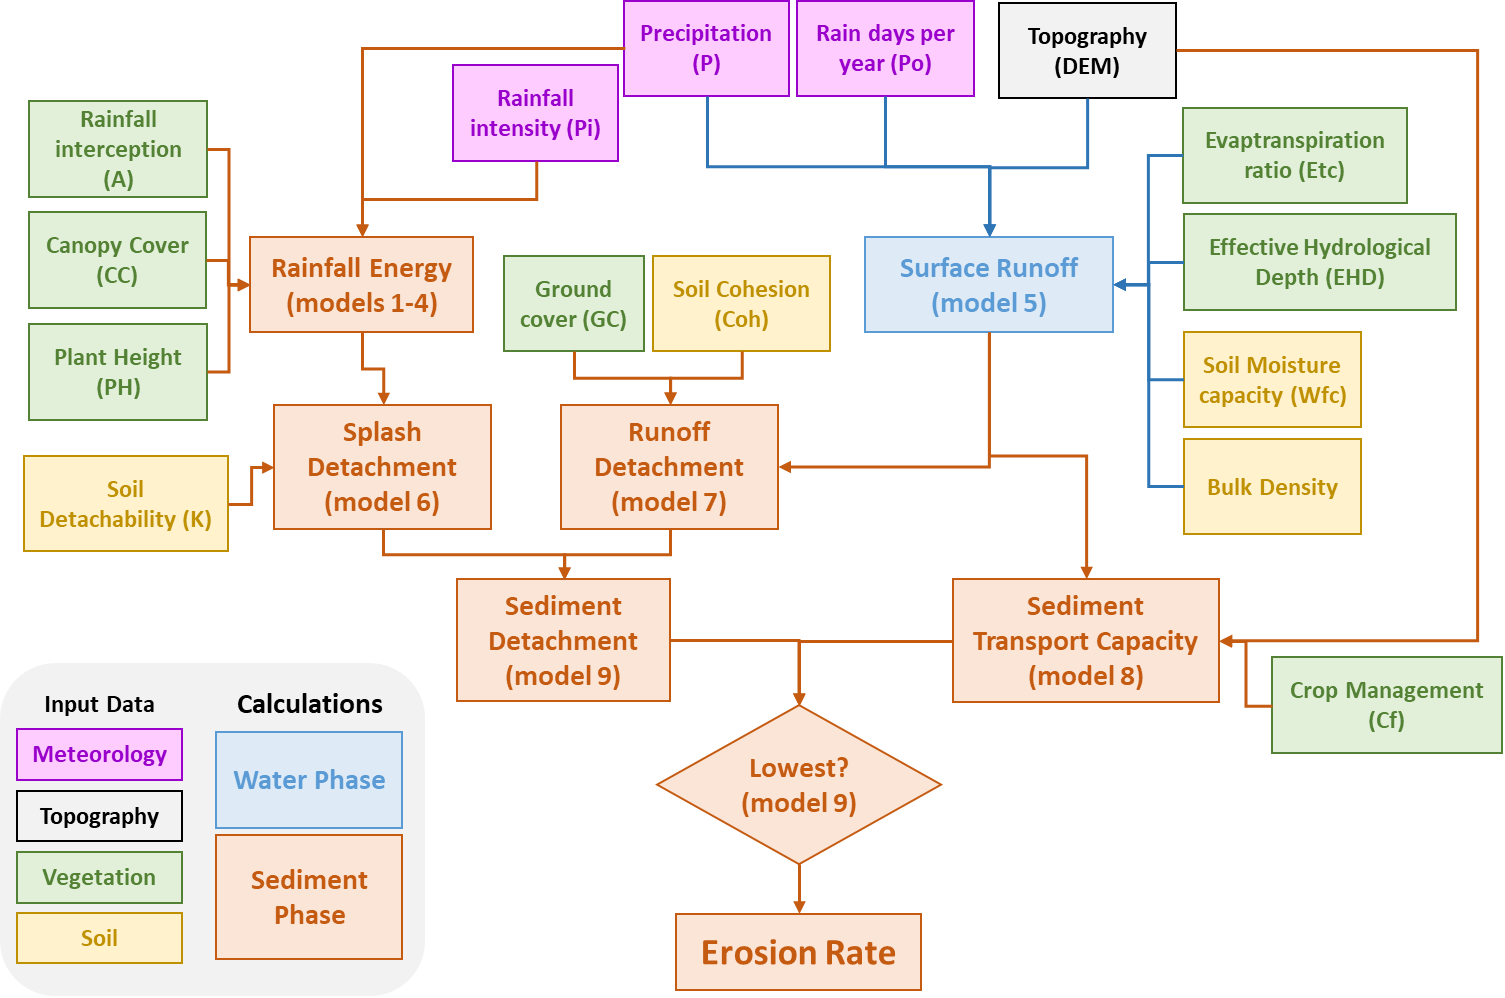 Precipitation
(P)
Rain days per
year (Po)
Topography
(DEM)
Rainfall
intensity (Pi)
Rainfall
interception
(A)
Evaptranspiration
ratio (Etc)
Canopy Cover
(CC)
Rainfall Energy
(models 1-4)
Ground
cover (GC)
Soil Cohesion
(Coh)
Surface Runoff
(model 5)
Effective Hydrological
Depth (EHD)
Plant Height
(PH)
Soil Moisture
capacity (Wfc)
Splash
Detachment
(model 6)
Runoff
Detachment
(model 7)
Bulk Density
Soil
Detachability (K)
Sediment
Detachment
(model 9)
Sediment
Transport Capacity
(model 8)
Crop Management
(Cf)
Lowest?
(model 9)
Erosion Rate
Input Data
Meteorology
Topography
Vegetation
Soil
Calculations
Water Phase
Sediment
Phase